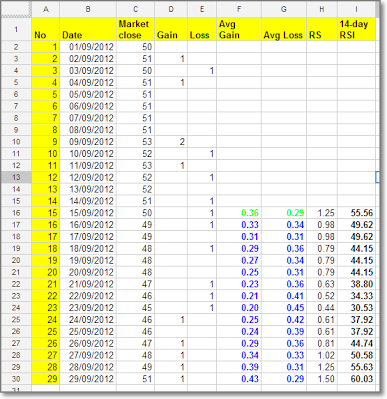 A B C D E F G H I
Market Avg 14-day
1 No Date close Gain Loss Gain Avg Loss RS RSI
2 1 01/09/2012 50
3 2 02/09/2012 51 1
4 3 03/09/2012 50 1
5 4 04/09/2012 51 1
6 5 05/09/2012 51
7 6 06/09/2012 51
8 7 07/09/2012 51
9 8 08/09/2012 51
10 9 09/09/2012 53 2
11 10 10/09/2012 52 1
12 11 11/09/2012 53 1
13 12 12/09/2012 52 1
14 13 13/09/2012 52
15 14 14/09/2012 51 1
16 15 15/09/2012 50 1 0.36 0.29 1.25 55.56
17 16 16/09/2012 49 1 0.33 0.34 0.98 49.62
18 17 17/09/2012 49 0.31 0.31 0.98 49.62
19 18 18/09/2012 48 1 0.29 0.36 0.79 44.15
20 19 19/09/2012 48 0.27 0.34 0.79 44.15
21 20 20/09/2012 48 0.25 0.31 0.79 44.15
22 21 21/09/2012 47 1 0.23 0.36 0.63 38.80
23 22 22/09/2012 46 1 0.21 0.41 0.52 34.33
24 23 23/09/2012 45 1 0.20 0.45 0.44 30.53
25 24 24/09/2012 46 1 0.25 0.42 0.61 37.92
26 25 25/09/2012 46 0.24 0.39 0.61 37.92
27 26 26/09/2012 47 1 0.29 0.36 0.81 44.74
28 27 27/09/2012 48 1 0.34 0.33 1.02 50.58
29 28 28/09/2012 49 1 0.39 0.31 1.25 55.63
30 29 29/09/2012 51 1 0.43 0.29 1.50 60.03
31